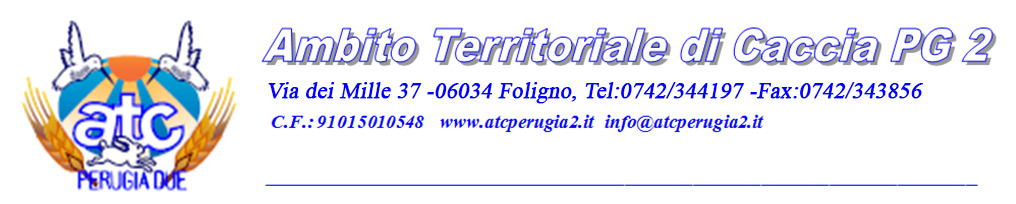 atc
PERUGIA DUE
Ambito Territoriale di Caccia PG 2
Via dei Mille 37 -06034 Foligno, Tel:0742/344197 -Fax:0742/343856
C.F.: 91015010548 www.atcperugia2.it info@atcperugia2.it